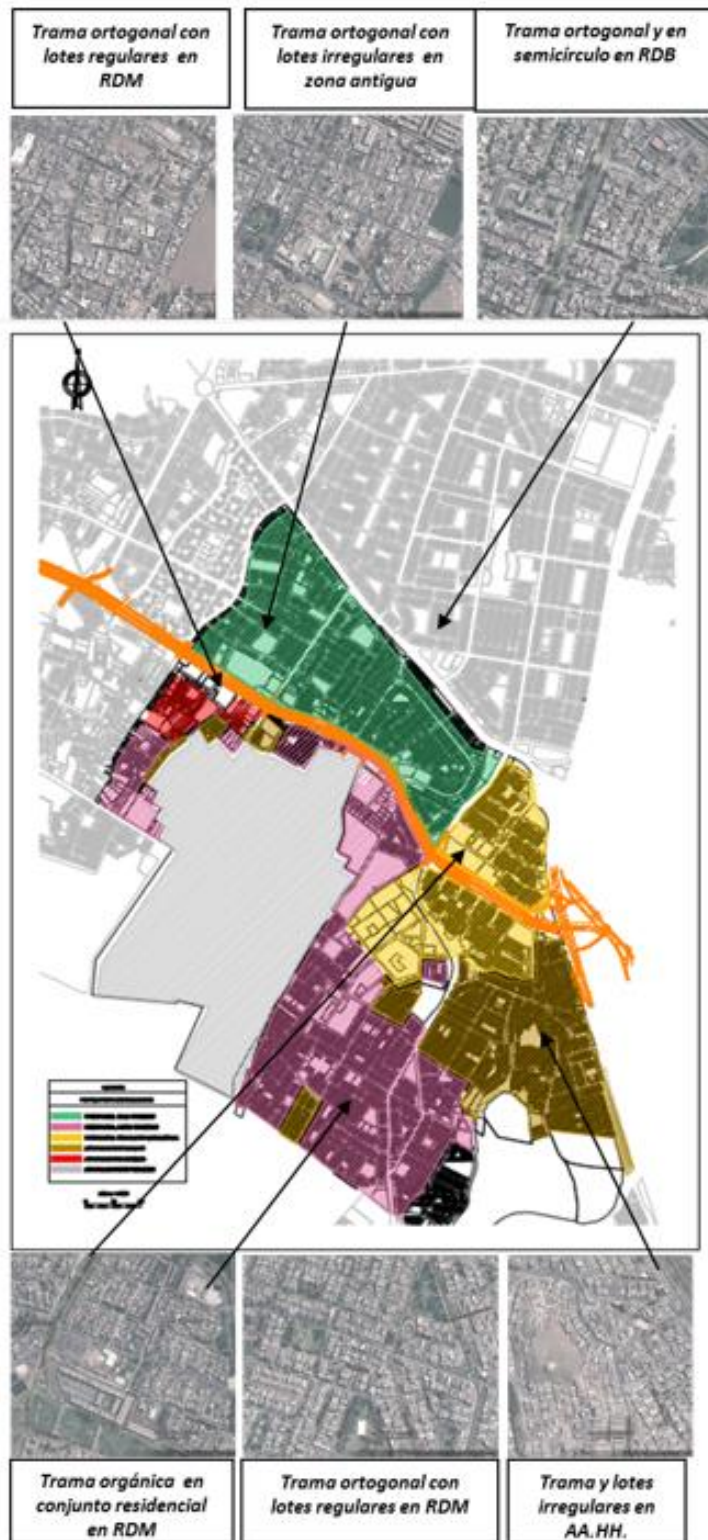 Trama ortogonal con
lotes regulares en
RDM
Trama ortogonal con
lotes irregulares en
zona antigua
Trama ortogonal y en
semicírculo en RDB
Trama orgánica en
conjunto residencial
en RDM
Trama ortogonal con
lotes regulares en RDM
Trama y lotes
irregulares en
AA.HH.